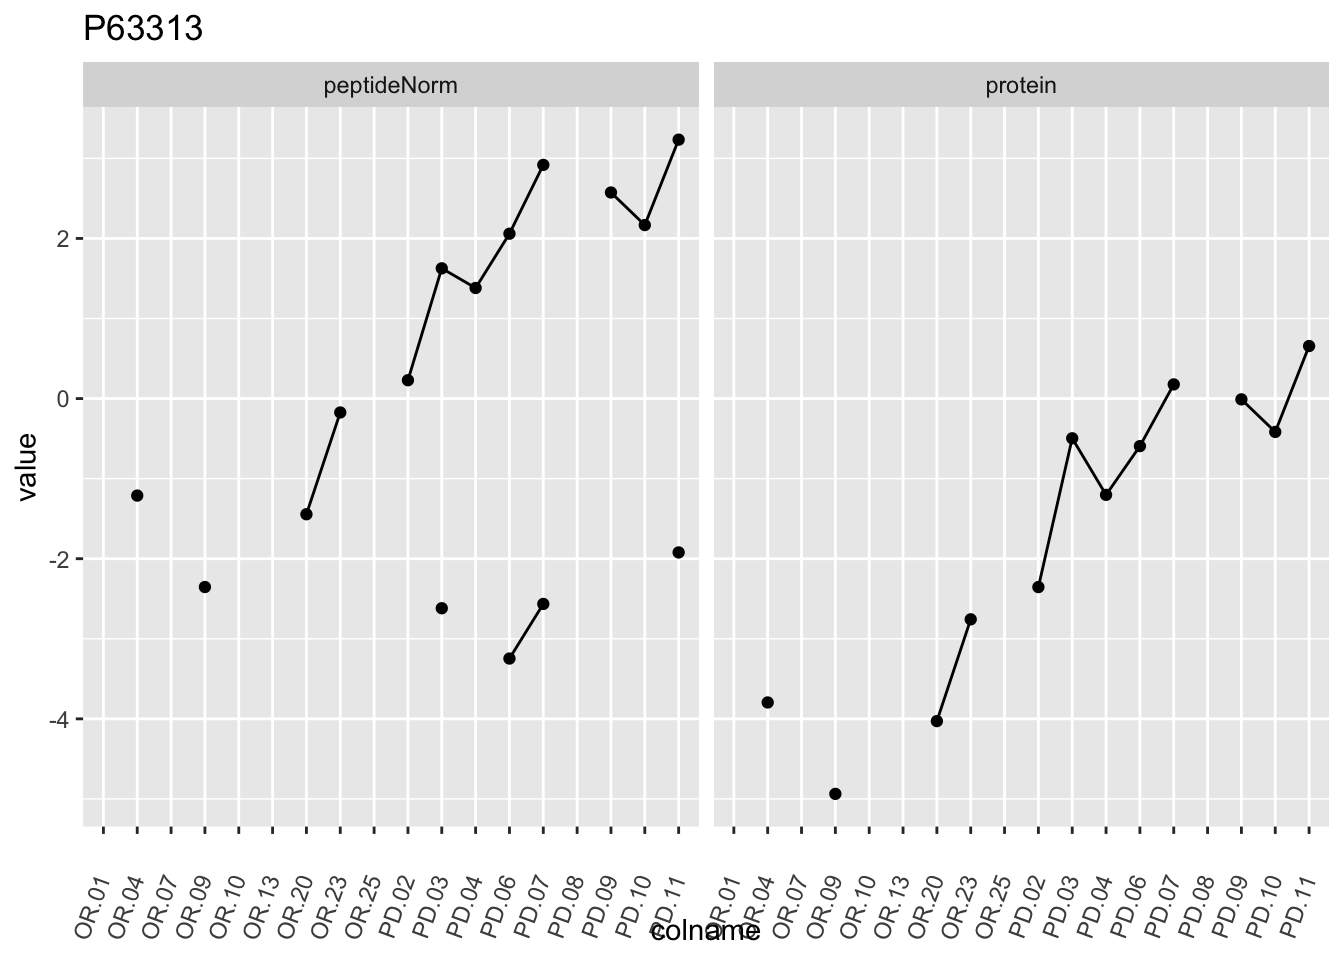 P63313
peptideNorm protein
2
0
-2
-4
value
OR.01 OR.04 OR.07 OR.09 OR.10 OR.13 OR.20 OR.23 OR.25 PD.02 PD.03 PD.04 PD.06 PD.07 PD.08 PD.09 PD.10 PD.11 OR.01 OR.04 OR.07 OR.09 OR.10 OR.13 OR.20 OR.23 OR.25 PD.02 PD.03 PD.04 PD.06 PD.07 PD.08 PD.09 PD.10 PD.11
colname